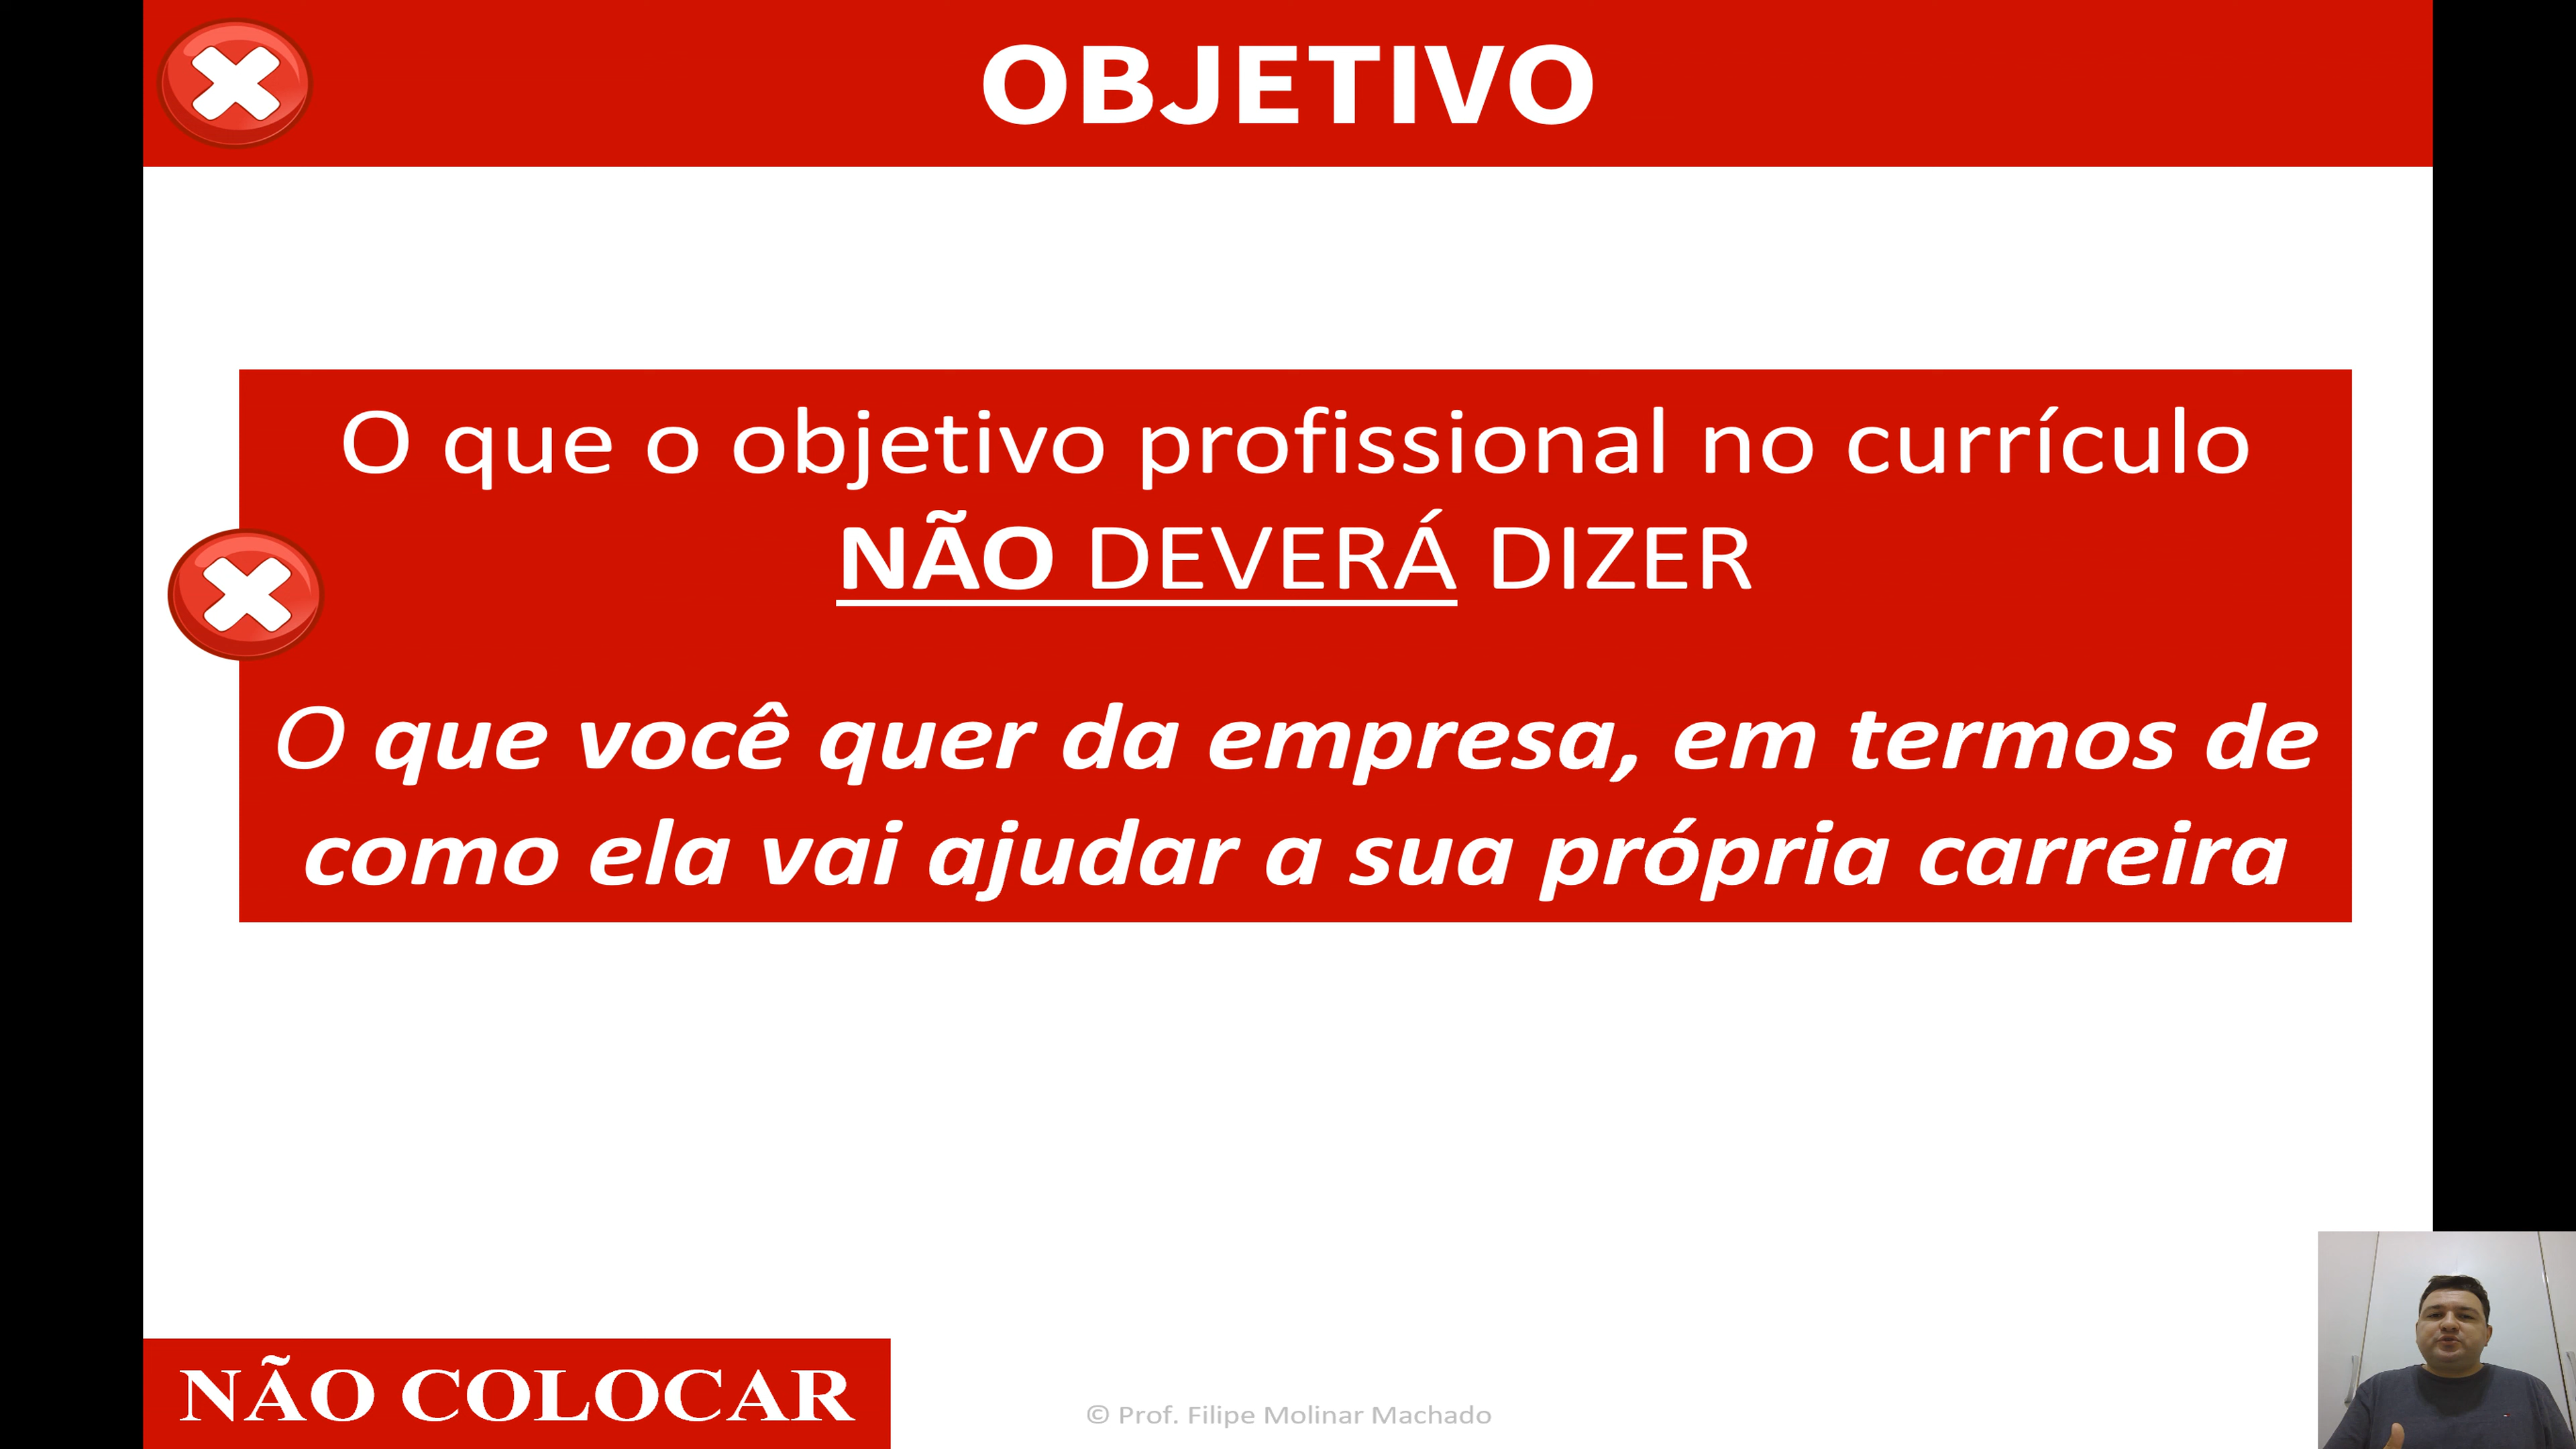 OBJETIVO
O que o objetivo profissional no currículo
NÃO DEVERÁ DIZER
O que você quer da empresa, em termos de
como ela vai ajudar a sua própria carreira
NÃO COLOCAR
© Prof. Filipe Molinar Machado